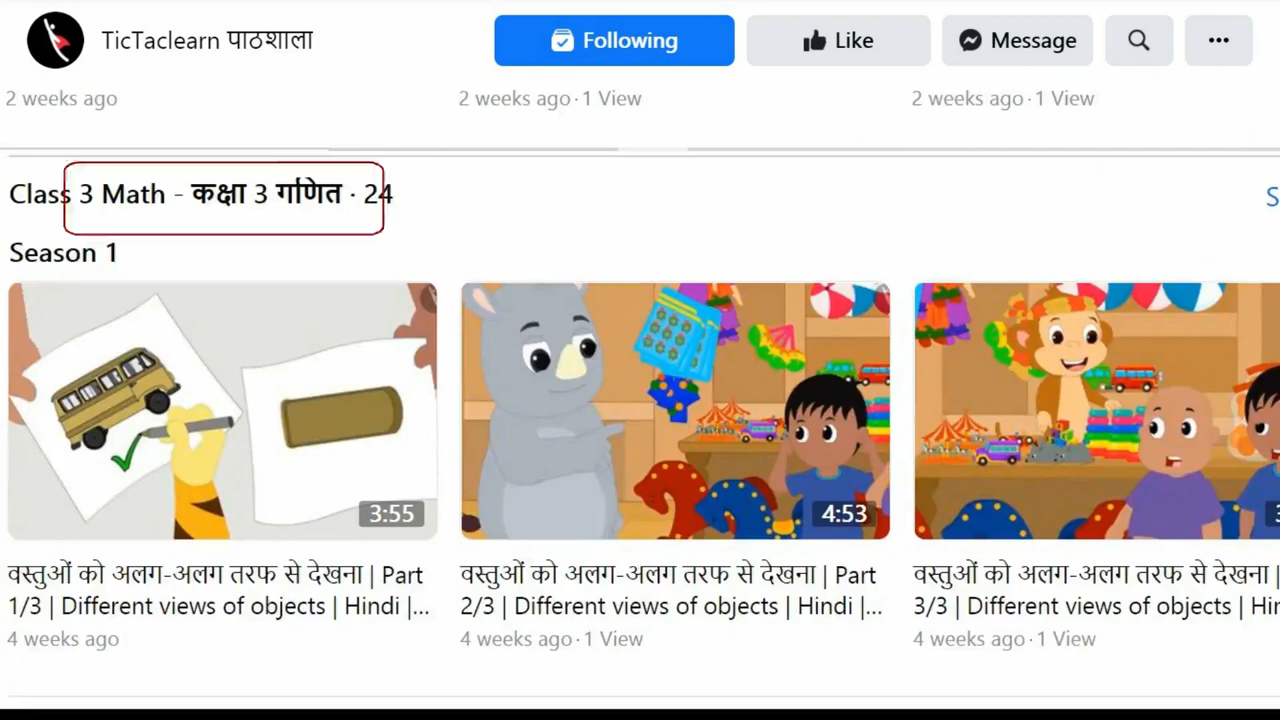 TicTaclearn पाठशाला
Following
Like
Message
2 weeks ago
2 weeks ago · 1 View
2 weeks ago · 1 View
Class 3 Math - कक्षा 3 गणित · 24
S
Season 1
3:55
4:53
वस्तुओं को अलग-अलग तरफ से देखना | Part
1/3 | Different views of objects | Hindi |...
4 weeks ago
वस्तुओं को अलग-अलग तरफ से देखना | Part
2/3 | Different views of objects | Hindi |...
4 weeks ago · 1 View
वस्तुओं को अलग-अलग तरफ से देखना |
3/3 | Different views of objects | Hi
4 weeks ago · 1 View